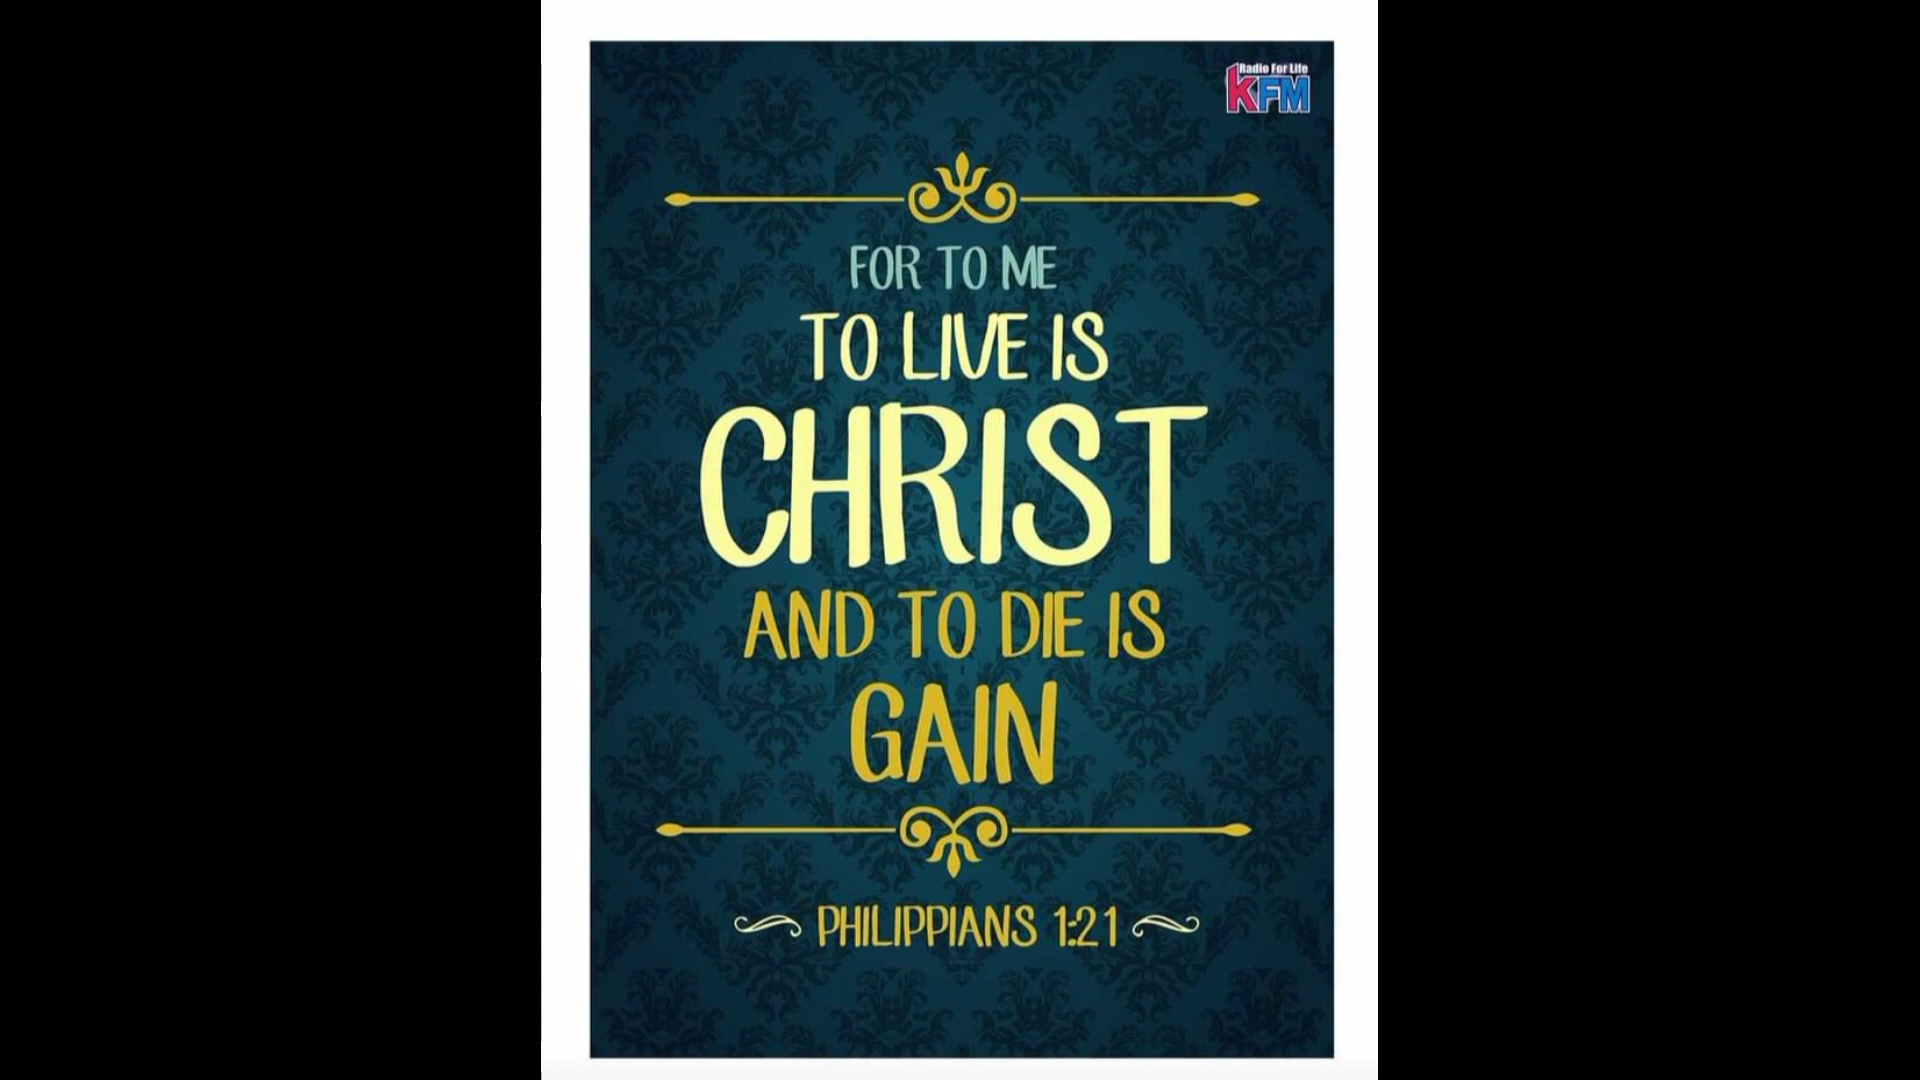 Radio For Life
KFM
FOR TO ME
TO LIVE IS
CHRIST
AND TO DIE IS
GAIN
PHILIPPIANS 1:21